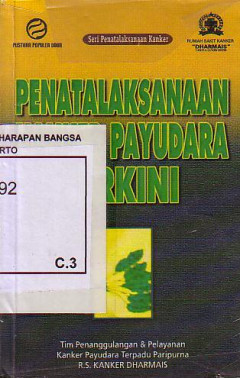 Seri Penatalaksanaan Kanker
PUSTAKA POPULER OBOR
RUMAH SAKIT KANKER
"DHARMAIS"
PENATALAKSANAAN
PAYUDARA
RKINI
HARAPAN BANGSA
RTO
92
C.3
Tim Penanggulangan & Pelayanan
Kanker Payudara Terpadu Paripurna
R.S. KANKER DHARMAIS